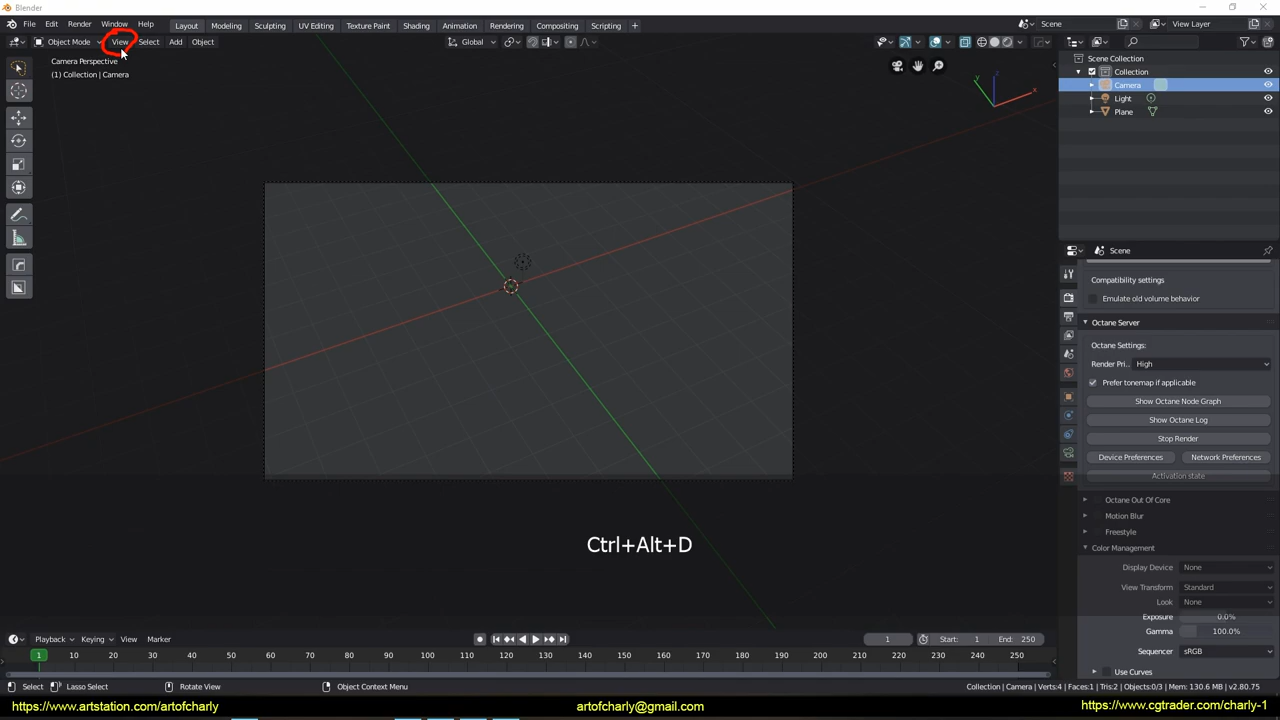 Blender
File Edit Render Window Help Layout Modeling Sculpting UV Editing Texture Paint Shading Animation Rendering Compositing Scripting + Scene View Layer
Object Mode View Select Add Object Global
Camera Perspective
(1) Collection | Camera
Scene Collection
Collection
Camera
Light
Plane
Y
Z
X
Scene
Compatibility settings
Emulate old volume behavior
Octane Server
Octane Settings:
Render Pri.. High
Prefer tonemap if applicable
Show Octane Node Graph
Show Octane Log
Stop Render
Device Preferences Network Preferences
Activation state
Octane Out Of Core
Motion Blur
Freestyle
Color Management
Display Device None
View Transform Standard
Look None
Exposure 0.0%
Gamma 100.0%
Sequencer sRGB
Use Curves
Ctrl+Alt+D
Playback Keying View Marker 1 Start: 1 End: 250
1 10 20 30 40 50 60 70 80 90 100 110 120 130 140 150 160 170 180 190 200 210 220 230 240 250
Select Lasso Select Rotate View Object Context Menu Collection | Camera | Verts:4 | Faces:1 | Tris:2 | Objects:0/3 | Mem: 130.6 MB | v2.80.75
https://www.artstation.com/artofcharly artofcharly@gmail.com https://www.cgtrader.com/charly-1